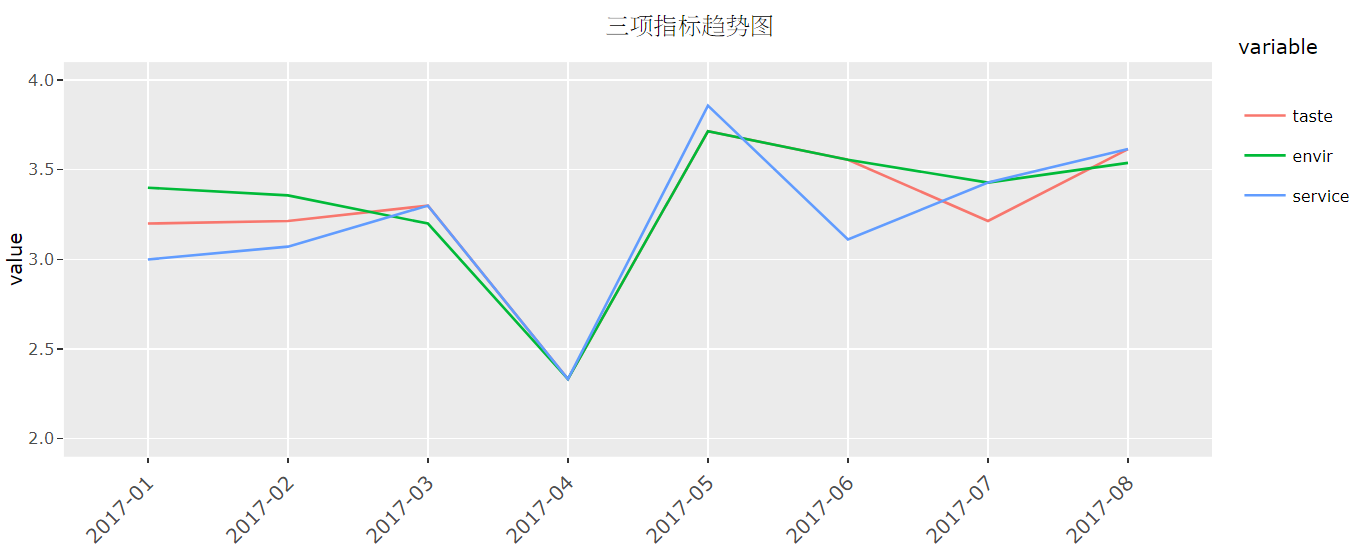 三项指标趋势图
variable
taste
envir
service
value
4.0
3.5
3.0
2.5
2.0
2017-01
2017-02
2017-03
2017-04
2017-05
2017-06
2017-07
2017-08